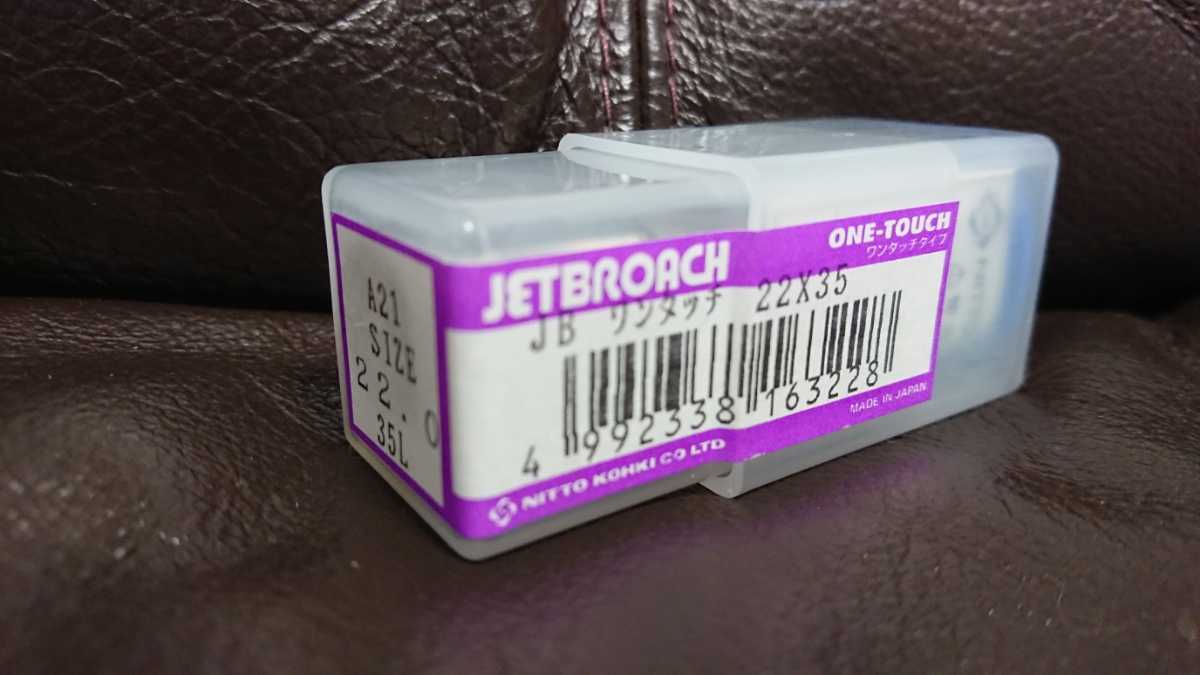 A21
SIZE
22.0
35L
JETBROACH
ONE-TOUCH
ワンタッチタイプ
JB ワンタッチ 22X35
4 992338 163228
MADE IN JAPAN
NITTO KOHKI CO LTD